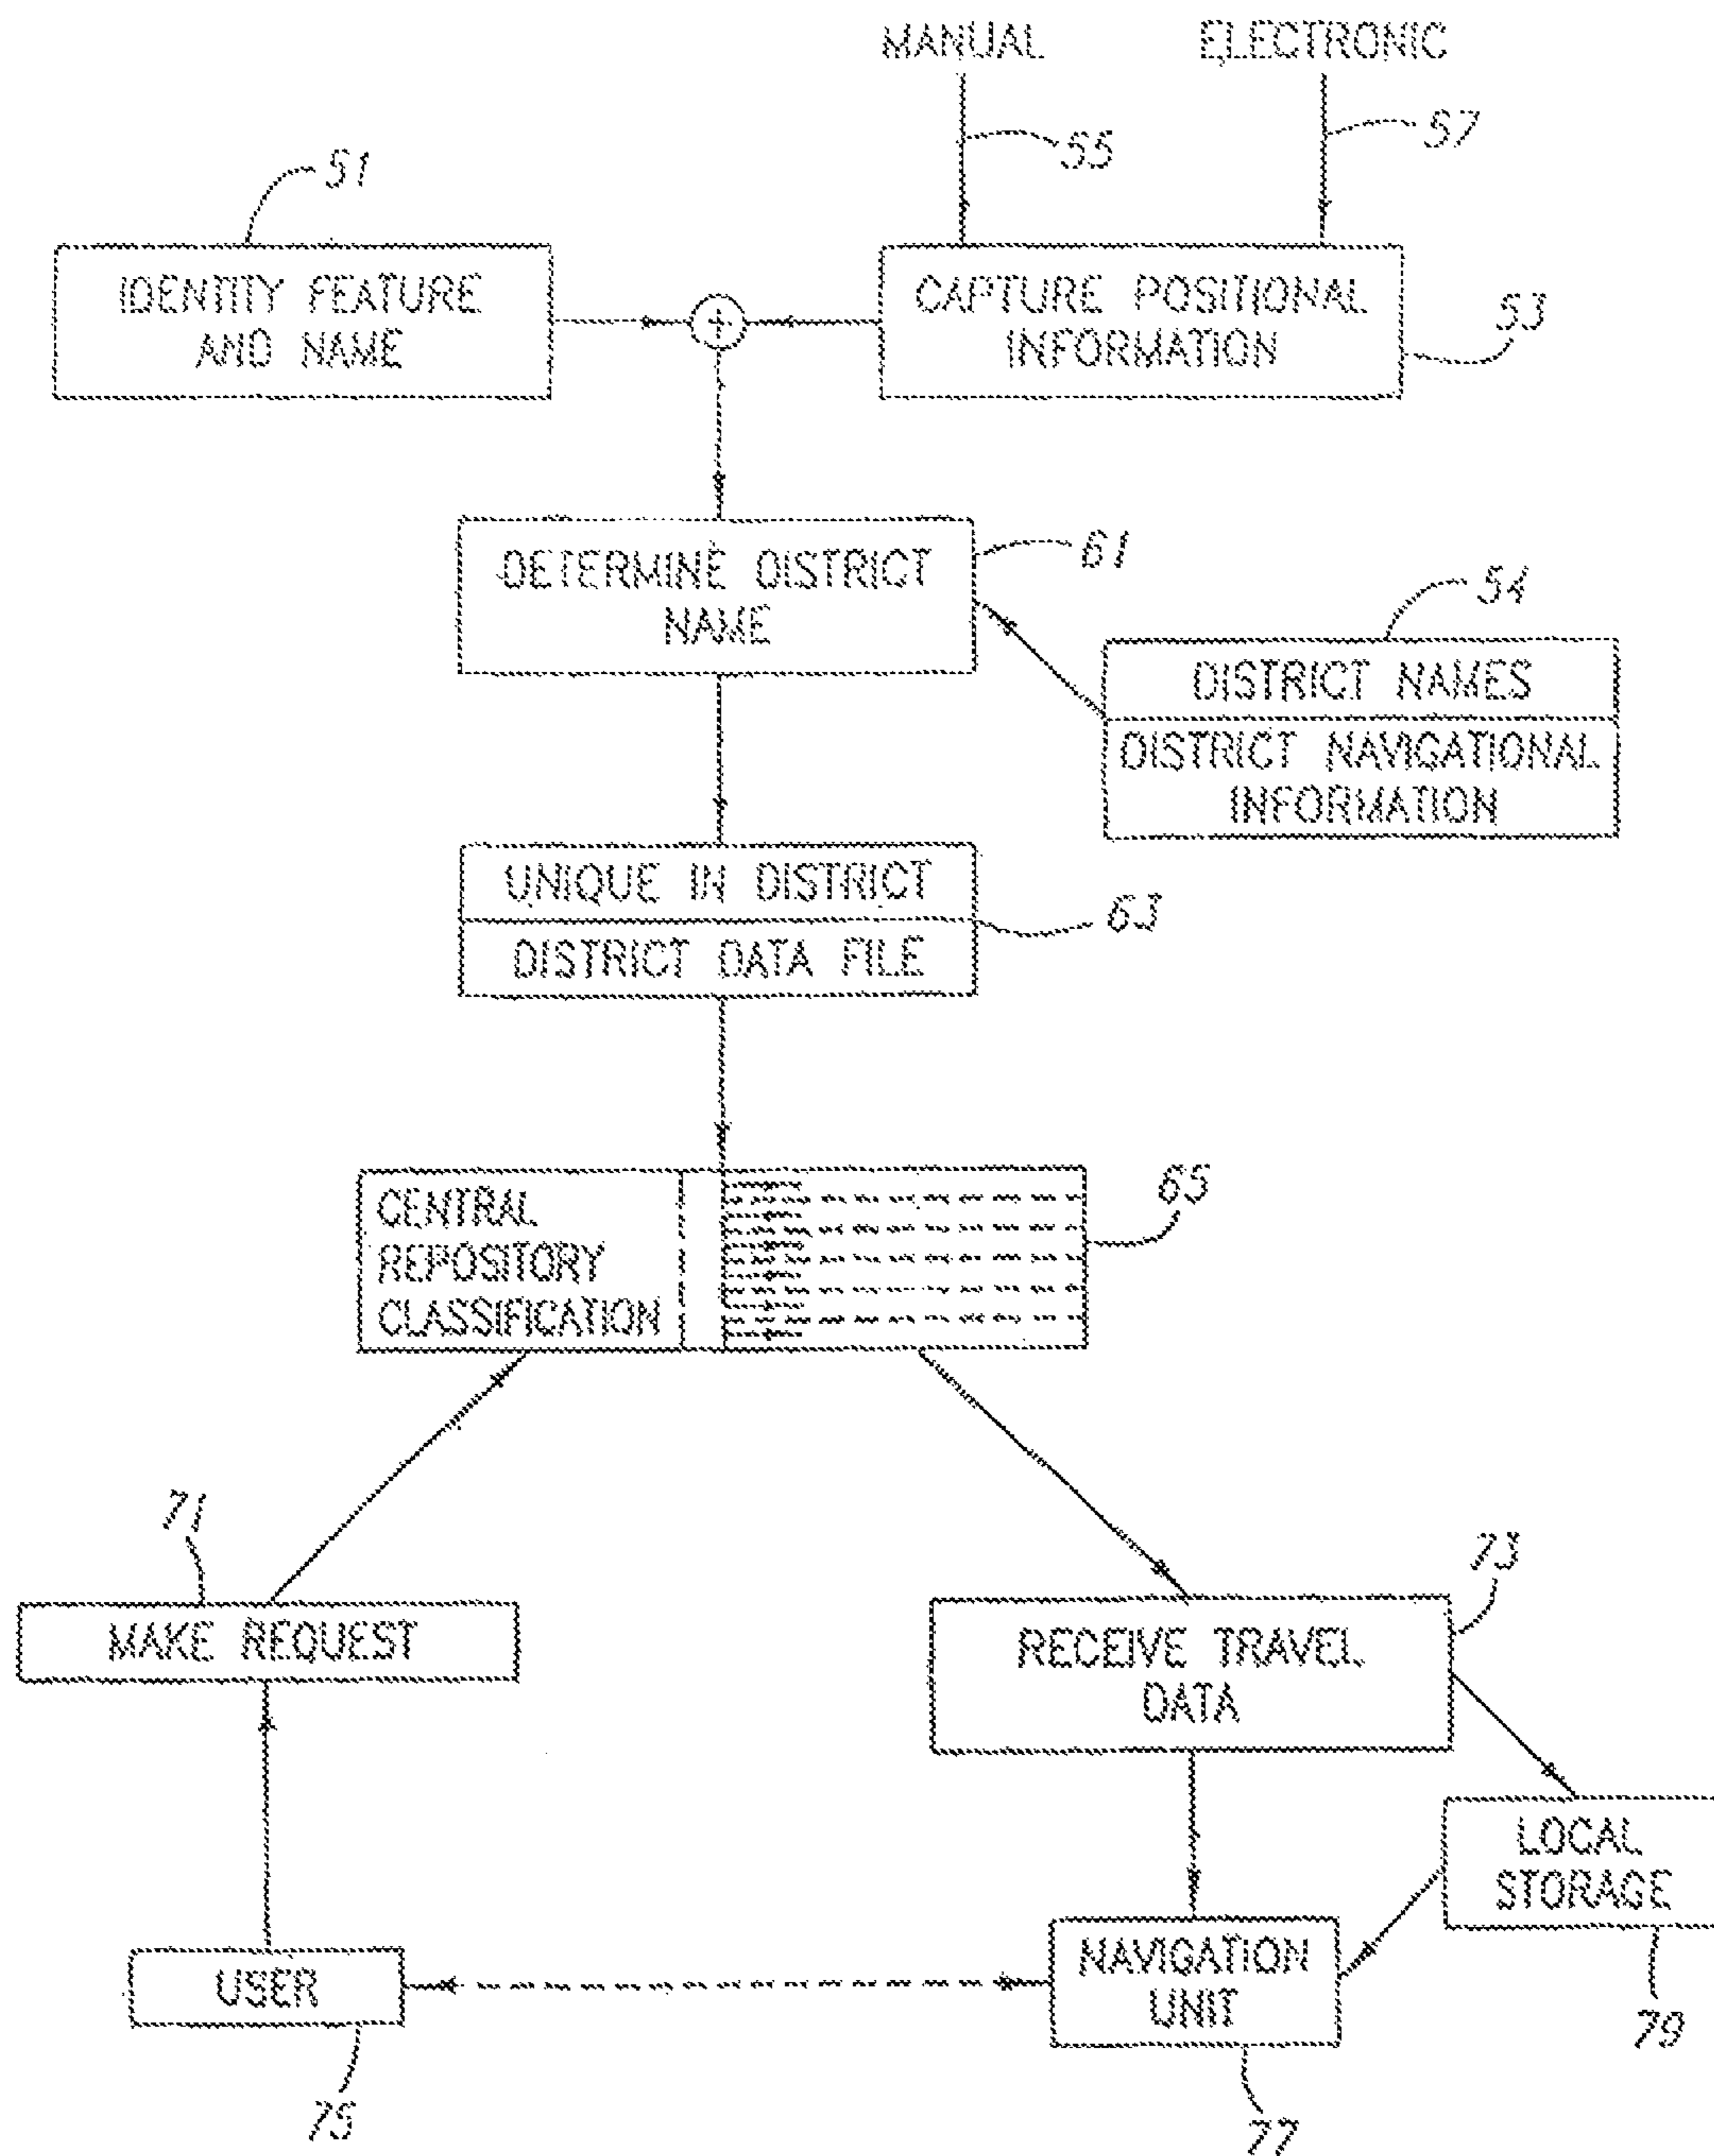 MANUAL
ELECTRONIC
55
57
51
IDENTITY FEATURE
AND NAME
CAPTURE POSITIONAL
INFORMATION
53
DETERMINE DISTRICT
NAME
61
54
DISTRICT NAMES
DISTRICT NAVIGATIONAL
INFORMATION
UNIQUE IN DISTRICT
DISTRICT DATA FILE
63
CENTRAL
REPOSITORY
CLASSIFICATION
65
71
MAKE REQUEST
73
RECEIVE TRAVEL
DATA
LOCAL
STORAGE
79
USER
75
NAVIGATION
UNIT
77